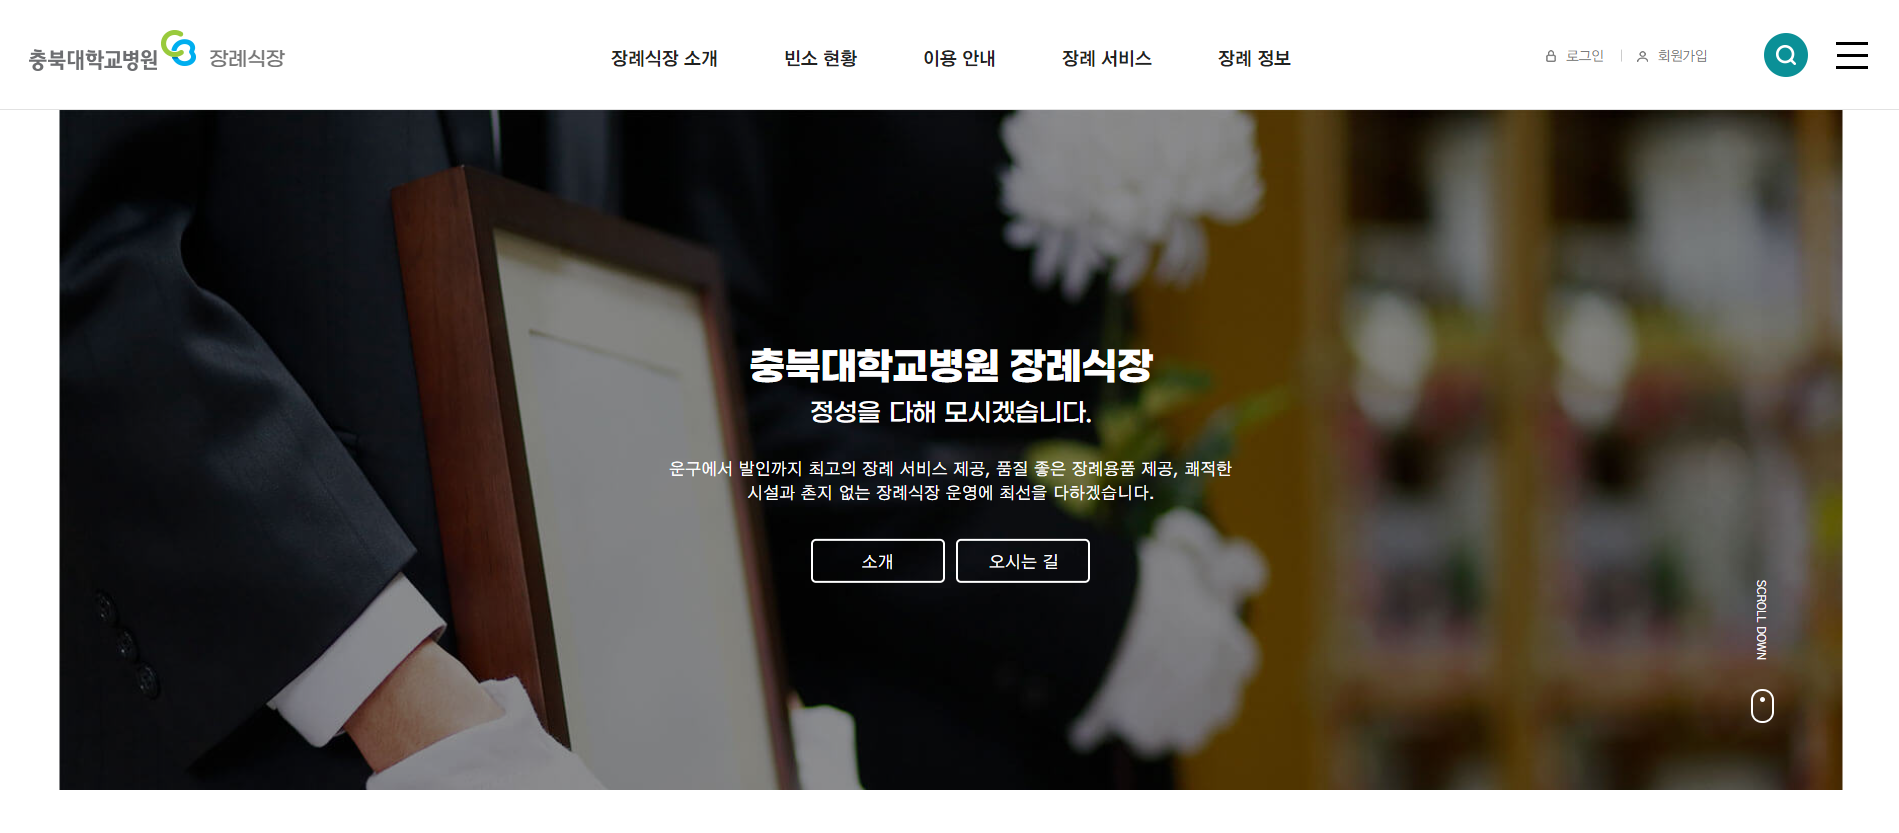 충북대학교병원 장례식장
장례식장 소개
빈소 현황
이용 안내
장례 서비스
장례 정보
로그인
회원가입
충북대학교병원 장례식장
정성을 다해 모시겠습니다.
운구에서 발인까지 최고의 장례 서비스 제공, 품질 좋은 장례용품 제공, 쾌적한
시설과 촌지 없는 장례식장 운영에 최선을 다하겠습니다.
소개
오시는 길
SCROLL DOWN